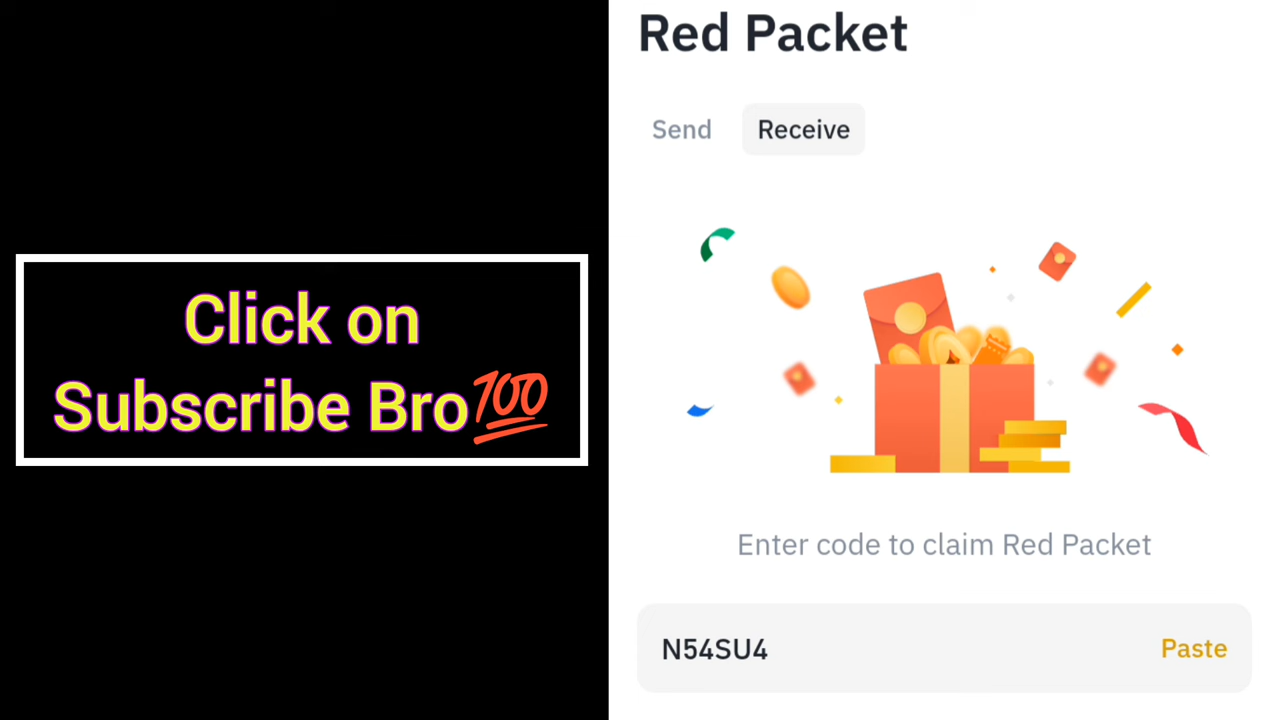 Click on
Subscribe Bro💯
Red Packet
Send Receive
Enter code to claim Red Packet
N54SU4 Paste